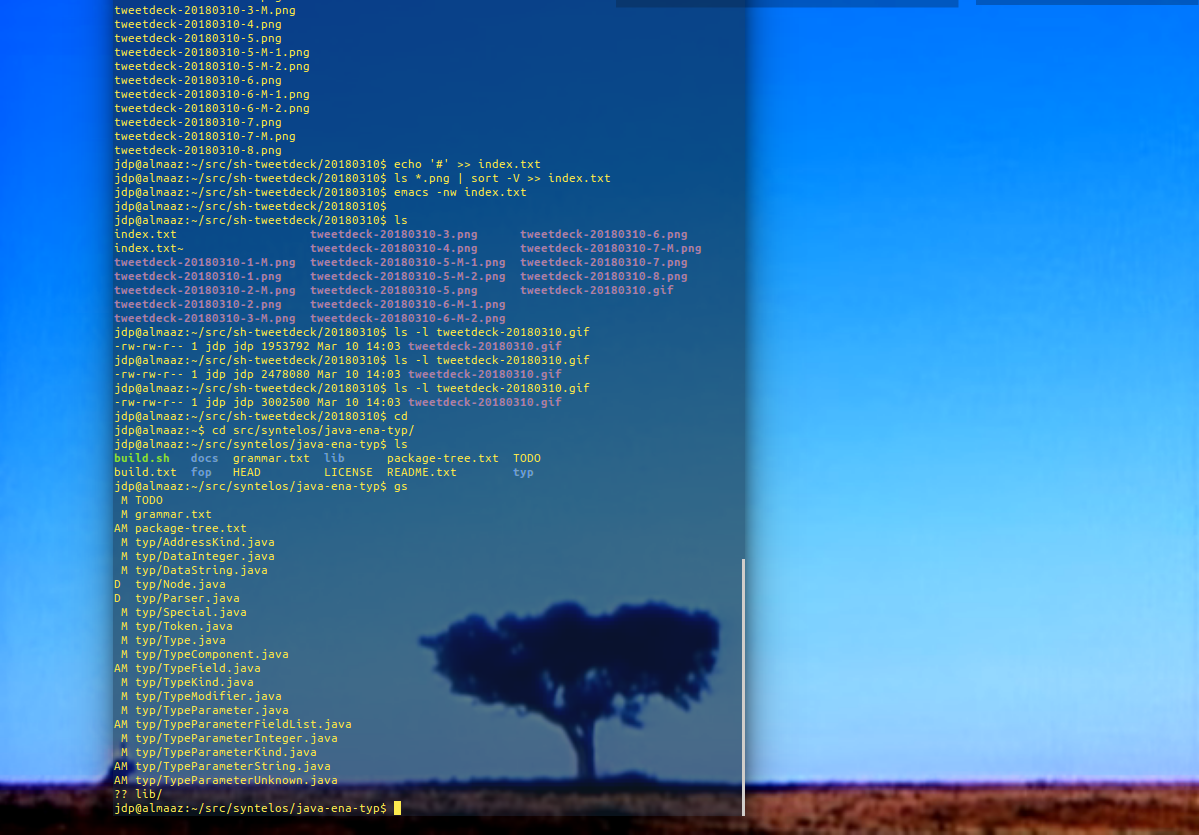 tweetdeck-20180310-3-M.png
tweetdeck-20180310-4.png
tweetdeck-20180310-5.png
tweetdeck-20180310-5-M-1.png
tweetdeck-20180310-5-M-2.png
tweetdeck-20180310-6.png
tweetdeck-20180310-6-M-1.png
tweetdeck-20180310-6-M-2.png
tweetdeck-20180310-7.png
tweetdeck-20180310-7-M.png
tweetdeck-20180310-8.png
jdp@almaaz:~/src/sh-tweetdeck/20180310$ echo '#' >> index.txt
jdp@almaaz:~/src/sh-tweetdeck/20180310$ ls *.png | sort -V >> index.txt
jdp@almaaz:~/src/sh-tweetdeck/20180310$ emacs -nw index.txt
jdp@almaaz:~/src/sh-tweetdeck/20180310$
jdp@almaaz:~/src/sh-tweetdeck/20180310$ ls
index.txt tweetdeck-20180310-3.png tweetdeck-20180310-6.png
index.txt~ tweetdeck-20180310-4.png tweetdeck-20180310-7-M.png
tweetdeck-20180310-1-M.png tweetdeck-20180310-5-M-1.png tweetdeck-20180310-7.png
tweetdeck-20180310-1.png tweetdeck-20180310-5-M-2.png tweetdeck-20180310-8.png
tweetdeck-20180310-2-M.png tweetdeck-20180310-5.png tweetdeck-20180310.gif
tweetdeck-20180310-2.png tweetdeck-20180310-6-M-1.png
tweetdeck-20180310-3-M.png tweetdeck-20180310-6-M-2.png
jdp@almaaz:~/src/sh-tweetdeck/20180310$ ls -l tweetdeck-20180310.gif
-rw-rw-r-- 1 jdp jdp 1953792 Mar 10 14:03 tweetdeck-20180310.gif
jdp@almaaz:~/src/sh-tweetdeck/20180310$ ls -l tweetdeck-20180310.gif
-rw-rw-r-- 1 jdp jdp 2478080 Mar 10 14:03 tweetdeck-20180310.gif
jdp@almaaz:~/src/sh-tweetdeck/20180310$ ls -l tweetdeck-20180310.gif
-rw-rw-r-- 1 jdp jdp 3002500 Mar 10 14:03 tweetdeck-20180310.gif
jdp@almaaz:~/src/sh-tweetdeck/20180310$ cd
jdp@almaaz:~$ cd src/syntelos/java-ena-typ/
jdp@almaaz:~/src/syntelos/java-ena-typ$ ls
build.sh docs grammar.txt lib package-tree.txt TODO
build.txt fop HEAD LICENSE README.txt typ
jdp@almaaz:~/src/syntelos/java-ena-typ$ gs
M TODO
M grammar.txt
AM package-tree.txt
M typ/AddressKind.java
M typ/DataInteger.java
M typ/DataString.java
D typ/Node.java
D typ/Parser.java
M typ/Special.java
M typ/Token.java
M typ/Type.java
M typ/TypeComponent.java
AM typ/TypeField.java
M typ/TypeKind.java
M typ/TypeModifier.java
M typ/TypeParameter.java
AM typ/TypeParameterFieldList.java
M typ/TypeParameterInteger.java
M typ/TypeParameterKind.java
AM typ/TypeParameterString.java
AM typ/TypeParameterUnknown.java
?? lib/
jdp@almaaz:~/src/syntelos/java-ena-typ$